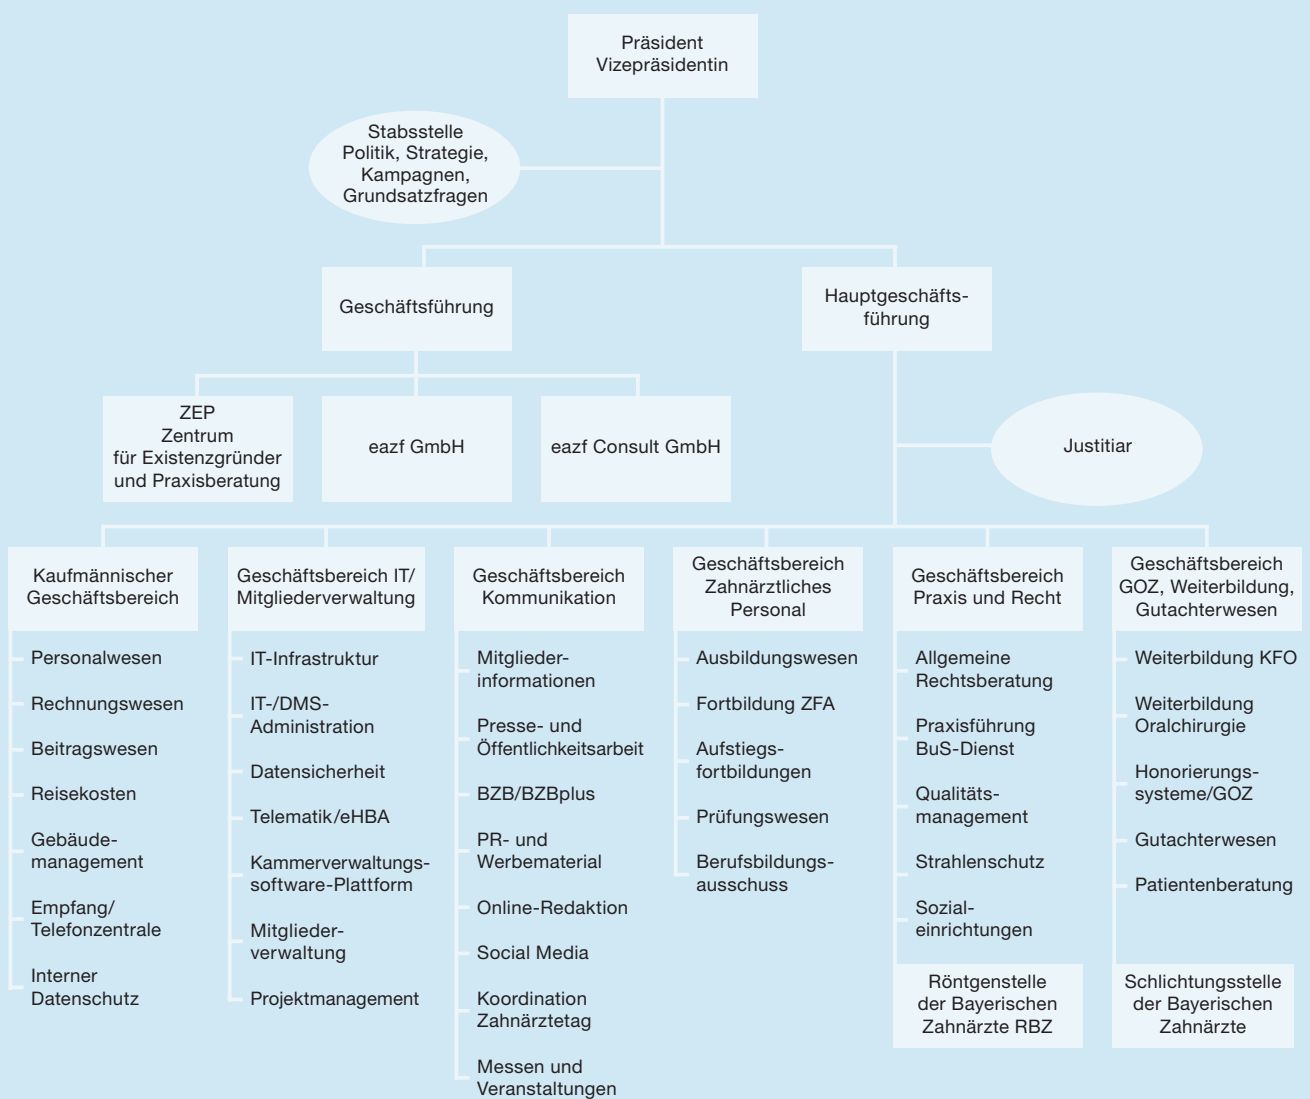 Präsident
Vizepräsidentin
Stabsstelle
Politik, Strategie,
Kampagnen,
Grundsatzfragen
Geschäftsführung
Hauptgeschäfts-
führung
ZEP
Zentrum
für Existenzgründer
und Praxisberatung
eazf GmbH
eazf Consult GmbH
Justitiar
Kaufmännischer
Geschäftsbereich
Personalwesen
Rechnungswesen
Beitragswesen
Reisekosten
Gebäude-
management
Empfang/
Telefonzentrale
Interner
Datenschutz
Geschäftsbereich IT/
Mitgliederverwaltung
IT-Infrastruktur
IT-/DMS-
Administration
Datensicherheit
Telematik/eHBA
Kammerverwaltungs-
software-Plattform
Mitglieder-
verwaltung
Projektmanagement
Geschäftsbereich
Kommunikation
Mitglieder-
informationen
Presse- und
Öffentlichkeitsarbeit
BZB/BZBplus
PR- und
Werbematerial
Online-Redaktion
Social Media
Koordination
Zahnärztetag
Messen und
Veranstaltungen
Geschäftsbereich
Zahnärztliches
Personal
Ausbildungswesen
Fortbildung ZFA
Aufstiegs-
fortbildungen
Prüfungswesen
Berufsbildungs-
ausschuss
Geschäftsbereich
Praxis und Recht
Allgemeine
Rechtsberatung
Praxisführung
BuS-Dienst
Qualitäts-
management
Strahlenschutz
Sozial-
einrichtungen
Röntgenstelle
der Bayerischen
Zahnärzte RBZ
Geschäftsbereich
GOZ, Weiterbildung,
Gutachterwesen
Weiterbildung KFO
Weiterbildung
Oralchirurgie
Honorierungs-
systeme/GOZ
Gutachterwesen
Patientenberatung
Schlichtungsstelle
der Bayerischen
Zahnärzte